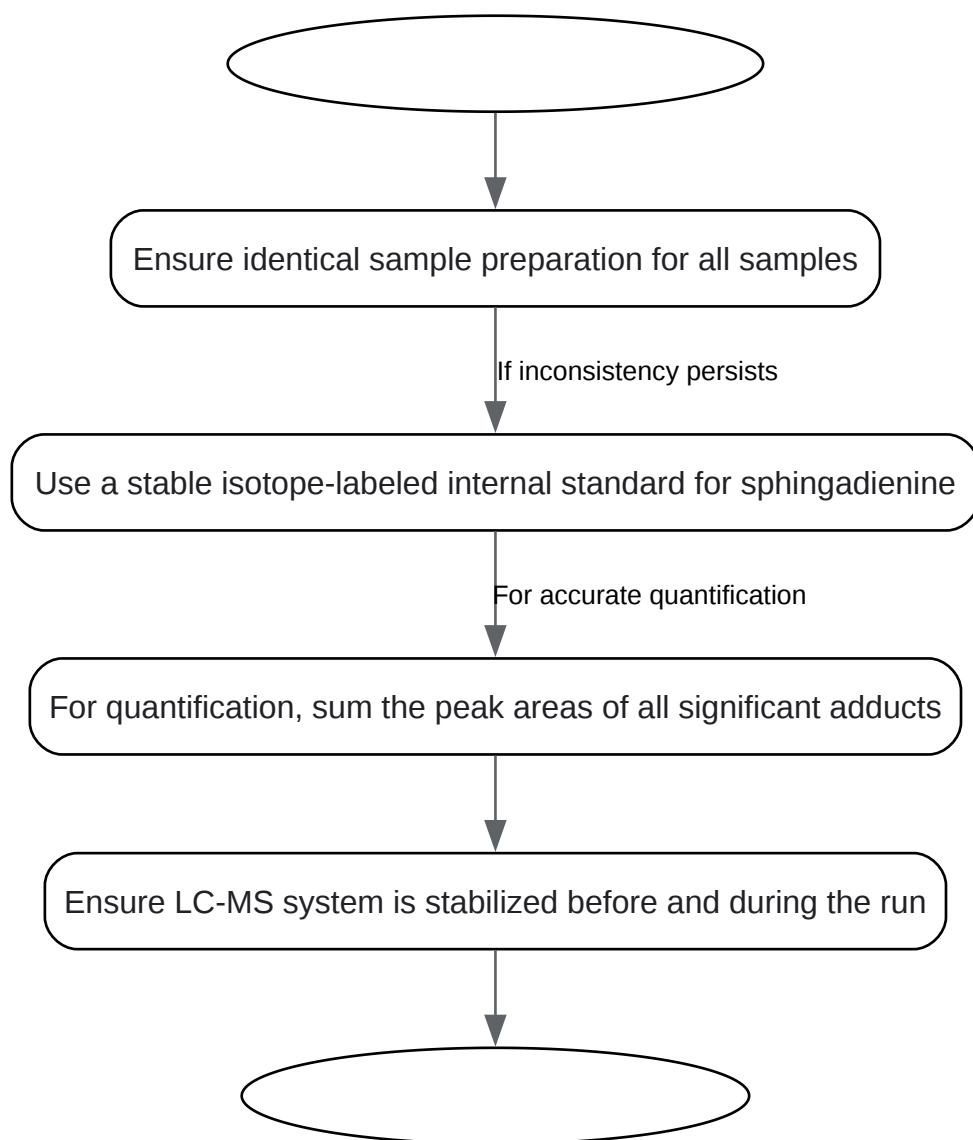 Ensure identical sample preparation for all samples
If inconsistency persists
Use a stable isotope-labeled internal standard for sphingadienine
For accurate quantification
For quantification, sum the peak areas of all significant adducts
Ensure LC-MS system is stabilized before and during the run